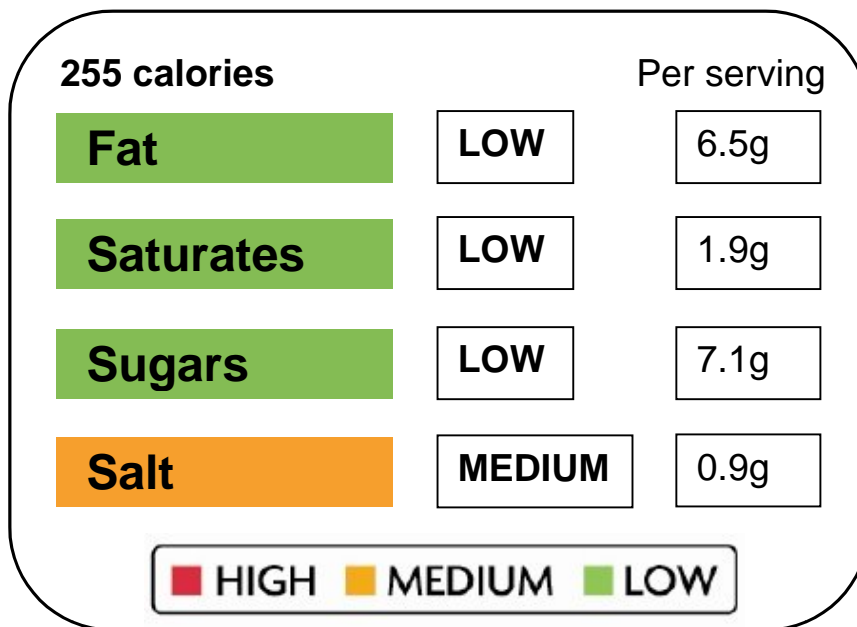 255 calories Per serving
Fat LOW 6.5g
Saturates LOW 1.9g
Sugars LOW 7.1g
Salt MEDIUM 0.9g
HIGH MEDIUM LOW